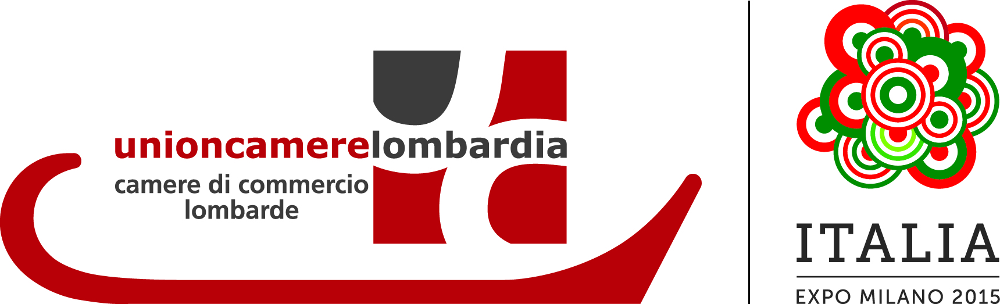 unioncamerelombardia
camere di commercio
lombarde
ITALIA
EXPO MILANO 2015